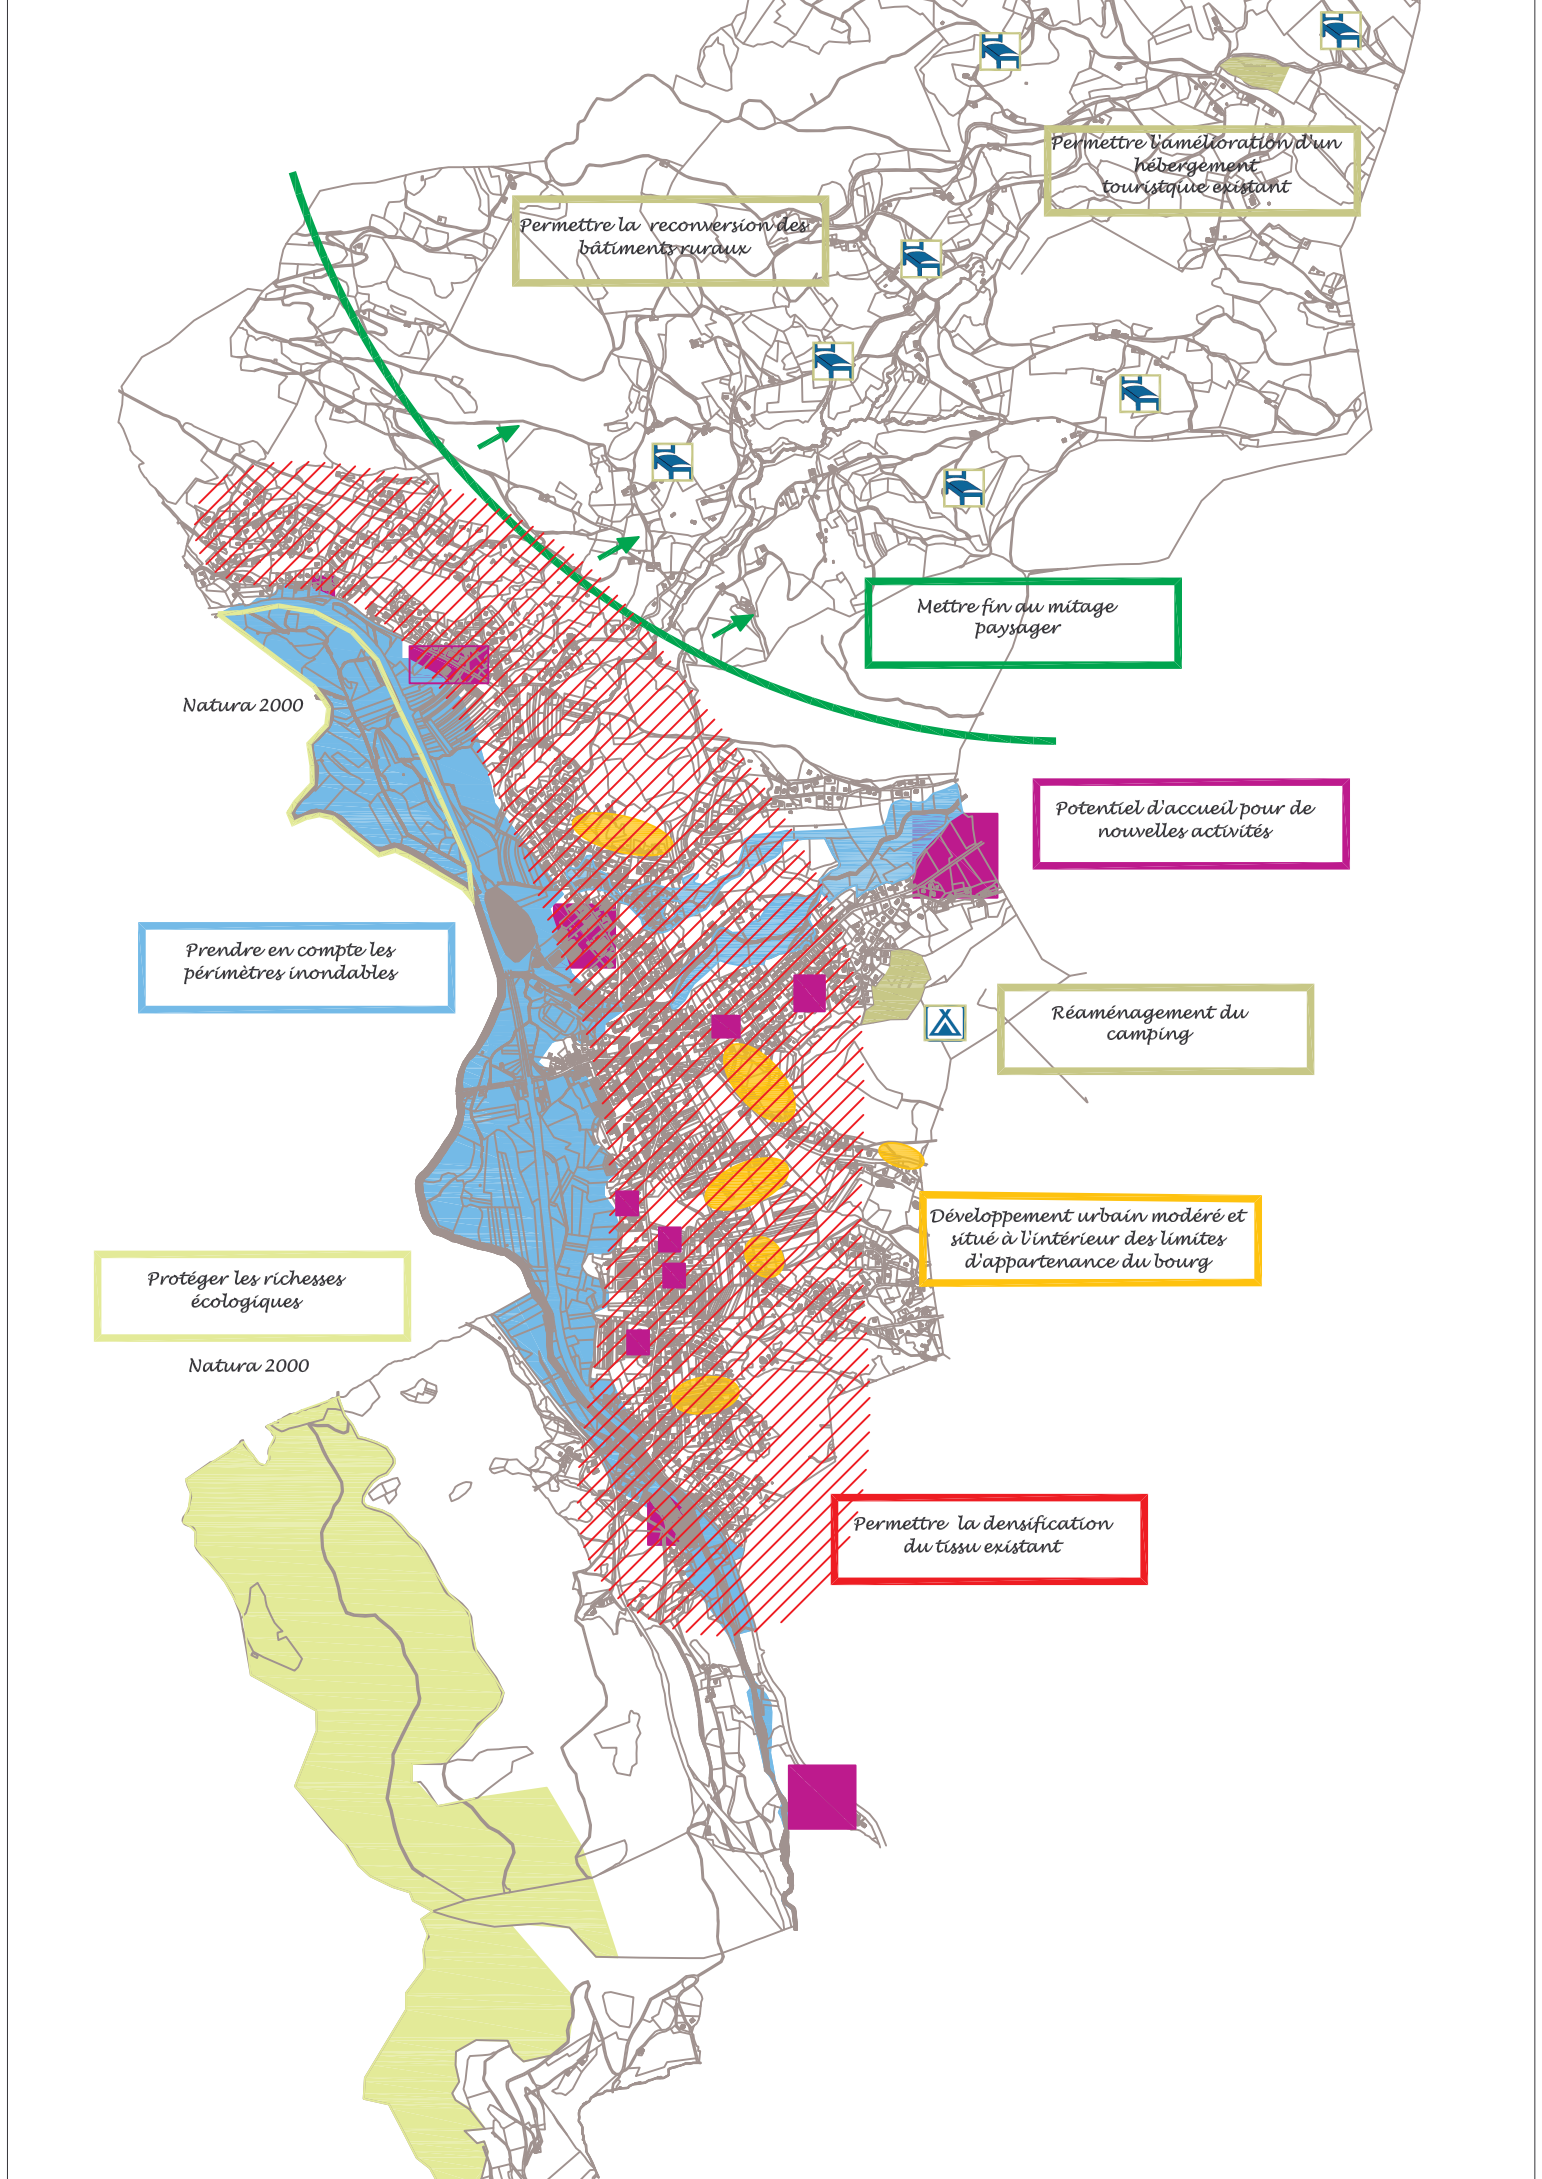 Permettre l'amélioration d'un
hébergement
touristqiue existant
Permettre la reconversion des
bâtiments ruraux
Mettre fin au mitage
paysager
Natura 2000
Potentiel d'accueil pour de
nouvelles activités
Prendre en compte les
périmètres inondables
Réaménagement du
camping
Développement urbain modéré et
situé à l'intérieur des limites
d'appartenance du bourg
Protéger les richesses
écologiques
Natura 2000
Permettre la densification
du tissu existant